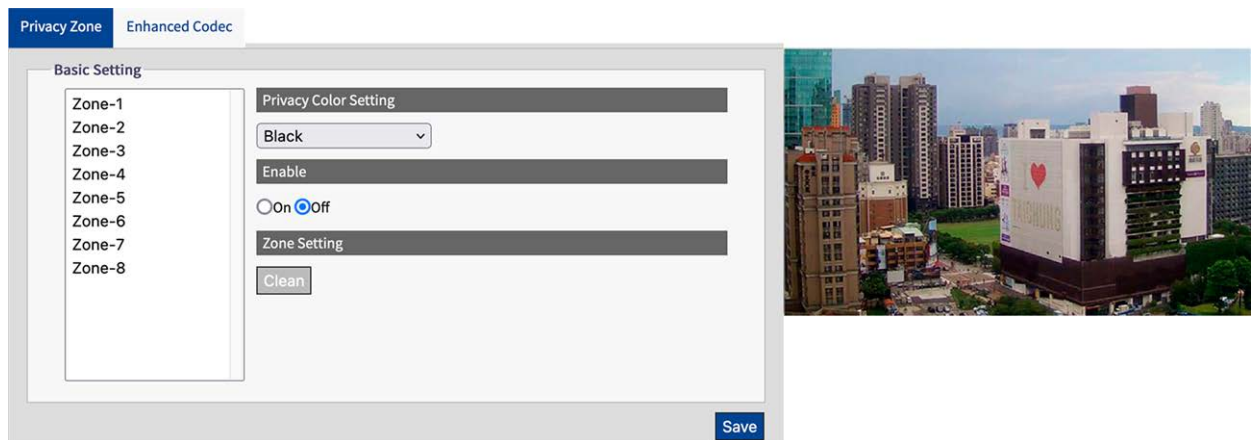 Privacy Zone
Enhanced Codec
Basic Setting
Zone-1
Zone-2
Zone-3
Zone-4
Zone-5
Zone-6
Zone-7
Zone-8
Privacy Color Setting
Black
Enable
On Off
Zone Setting
Clean
Save
I
TAICHUNG